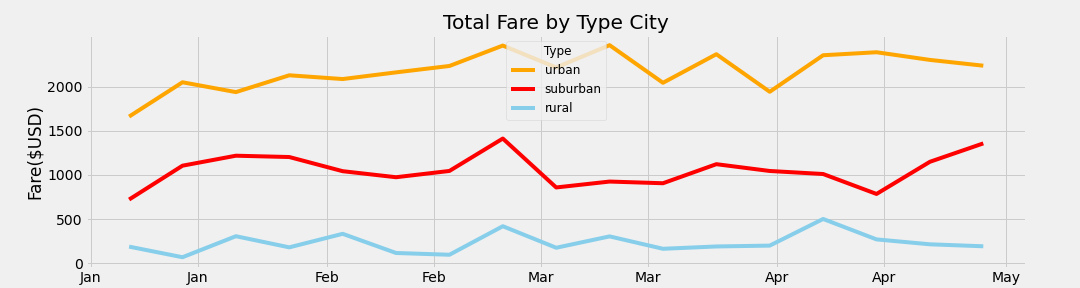 Total Fare by Type City
Fare($USD)
2000
1500
1000
500
0
Type
urban
suburban
rural
Jan Jan Feb Feb Mar Mar Apr Apr May